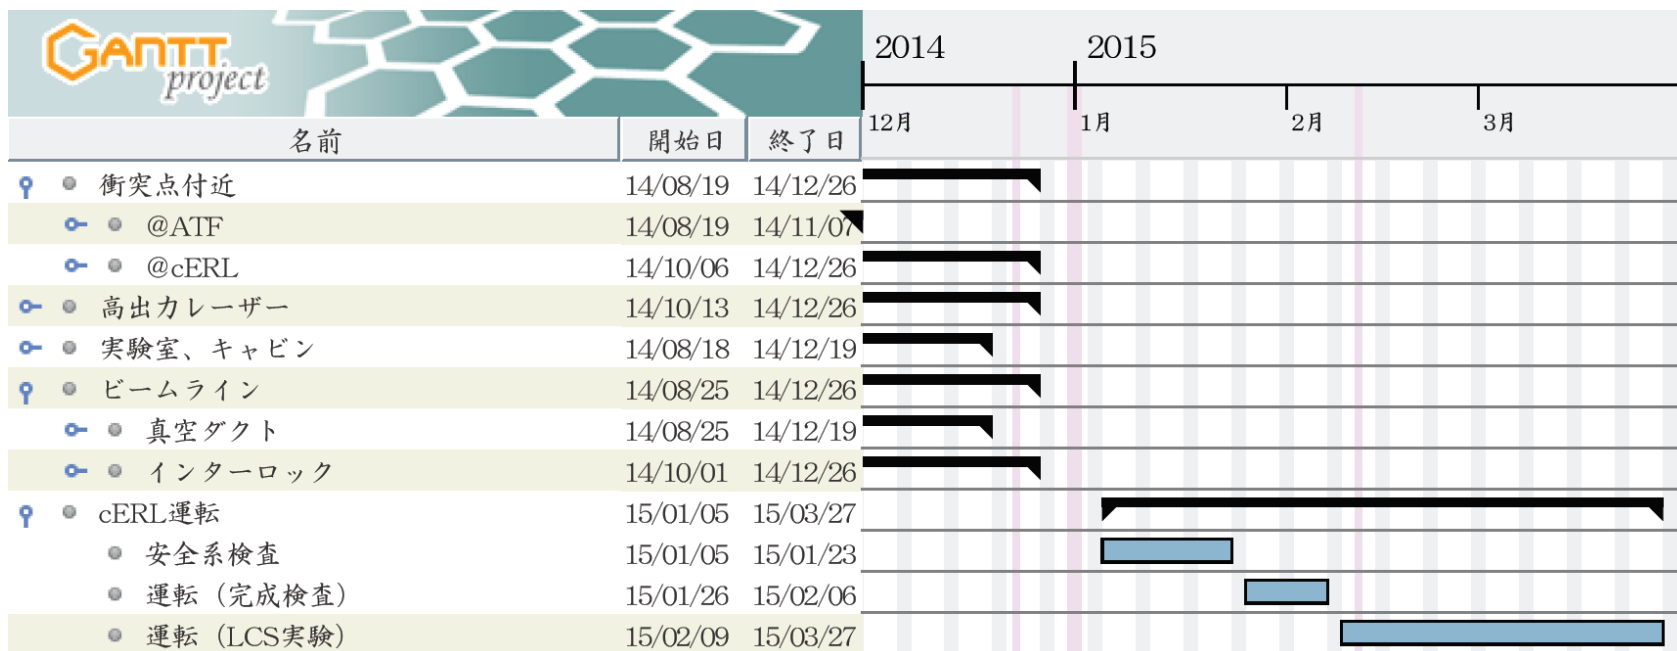 GANTT project
2014 2015
12月 1月 2月 3月
名前 開始日 終了日
衝突点付近 14/08/19 14/12/26
@ATF 14/08/19 14/11/07
@cERL 14/10/06 14/12/26
高出力レーザー 14/10/13 14/12/26
実験室、キャビン 14/08/18 14/12/19
ビームライン 14/08/25 14/12/26
真空ダクト 14/08/25 14/12/19
インターロック 14/10/01 14/12/26
cERL運転 15/01/05 15/03/27
安全系検査 15/01/05 15/01/23
運転（完成検査） 15/01/26 15/02/06
運転（LCS実験） 15/02/09 15/03/27